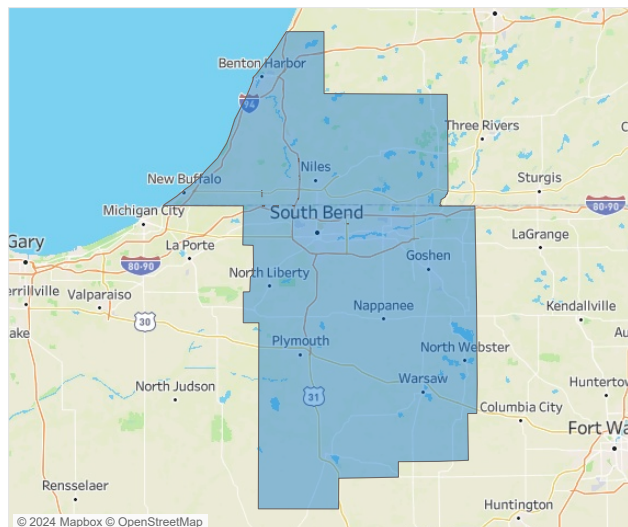 Benton Harbor
94
Three Rivers
C
Niles
New Buffalo
Sturgis
Michigan City
South Bend
80-90
Gary
La Porte
LaGrange
80-90
Goshen
North Liberty
errillville
Valparaiso
Nappanee
Kendallville
30
ake
Au
Plymouth
North Webster
North Judson
Warsaw
Huntertow
31
Columbia City
Fort Wa
Rensselaer
Huntington
© 2024 Mapbox © OpenStreetMap